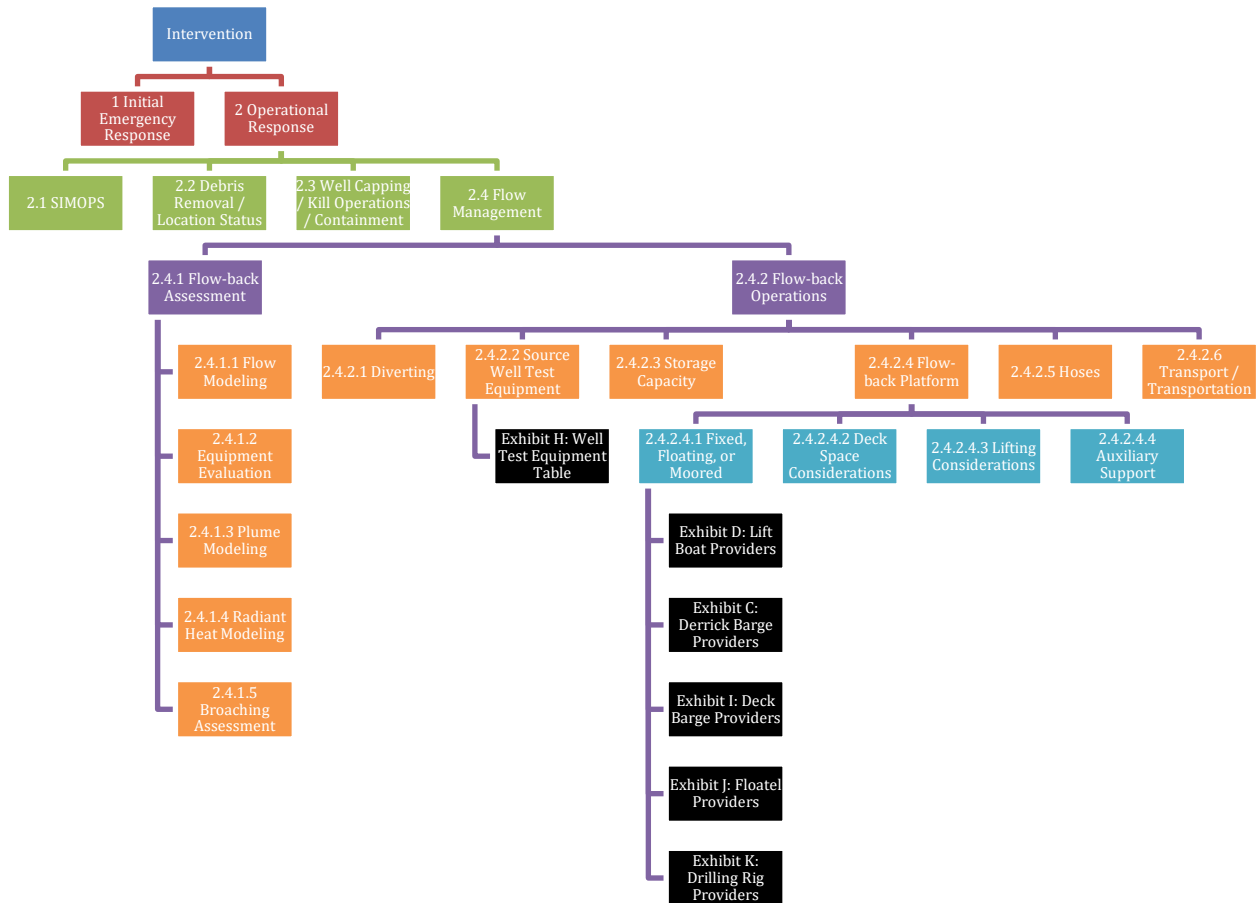 Intervention
1 Initial
Emergency
Response
2 Operational
Response
2.1 SIMOPS
2.2 Debris
Removal /
Location Status
2.3 Well Capping
/ Kill Operations
/ Containment
2.4 Flow
Management
2.4.1 Flow-back
Assessment
2.4.2 Flow-back
Operations
2.4.1.1 Flow
Modeling
2.4.1.2
Equipment
Evaluation
2.4.1.3 Plume
Modeling
2.4.1.4 Radiant
Heat Modeling
2.4.1.5
Broaching
Assessment
2.4.2.1 Diverting
2.4.2.2 Source
Well Test
Equipment
Exhibit H: Well
Test Equipment
Table
2.4.2.3 Storage
Capacity
2.4.2.4 Flow-
back Platform
2.4.2.4.1 Fixed,
Floating, or
Moored
Exhibit D: Lift
Boat Providers
Exhibit C:
Derrick Barge
Providers
Exhibit I: Deck
Barge Providers
Exhibit J: Floatel
Providers
Exhibit K:
Drilling Rig
Providers
2.4.2.4.2 Deck
Space
Considerations
2.4.2.4.3 Lifting
Considerations
2.4.2.4.4
Auxiliary
Support
2.4.2.5 Hoses
2.4.2.6
Transport /
Transportation